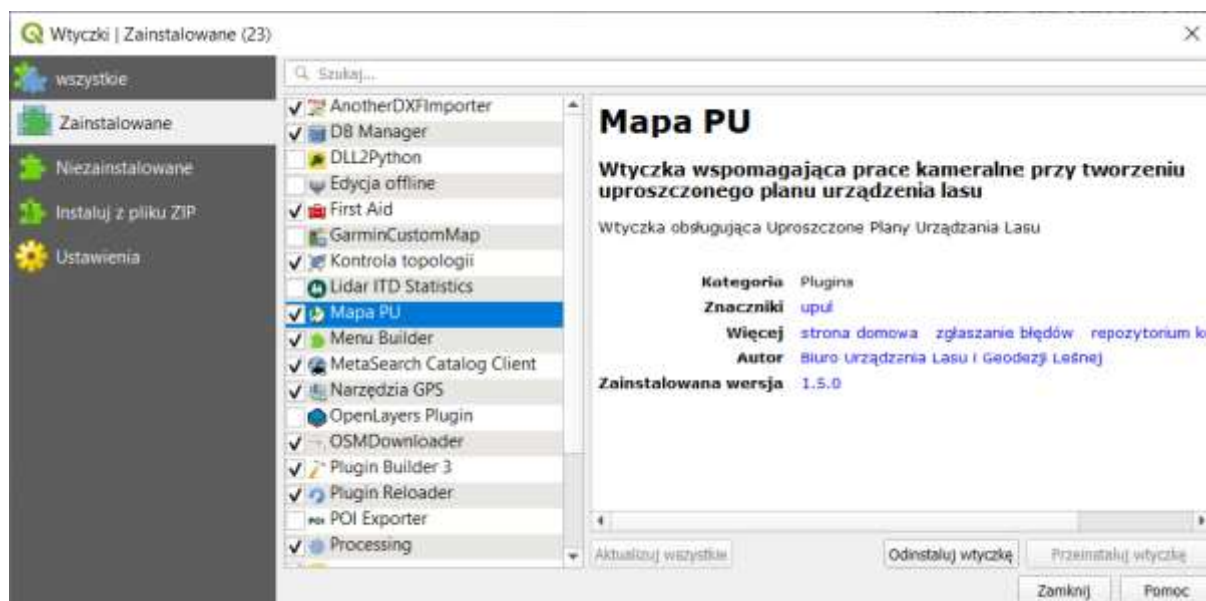 Wtyczki | Zainstalowane (23)
wszystkie
Zainstalowane
Niezainstalowane
Instaluj z pliku ZIP
Ustawienia
Szukaj...
AnotherDXFImporter
DB Manager
DLL2Python
Edycja offline
First Aid
GarminCustomMap
Kontrola topologii
Lidar ITD Statistics
Mapa PU
Menu Builder
MetaSearch Catalog Client
Narzędzia GPS
OpenLayers Plugin
OSMDownloader
Plugin Builder 3
Plugin Reloader
POI Exporter
Processing
Mapa PU
Wtyczka wspomagająca prace kameralne przy tworzeniu
uproszczonego planu urządzenia lasu
Wtyczka obsługująca Uproszczone Plany Urządzania Lasu
Kategoria Plugins
Znaczniki upul
Więcej strona domowa zgłaszanie błędów repozytorium k
Autor Biuro Urządzania Lasu i Geodezji Leśnej
Zainstalowana wersja 1.5.0
Aktualizuj wszystkie
Odinstaluj wtyczkę
Przeinstaluj wtyczkę
Zamknij
Pomoc